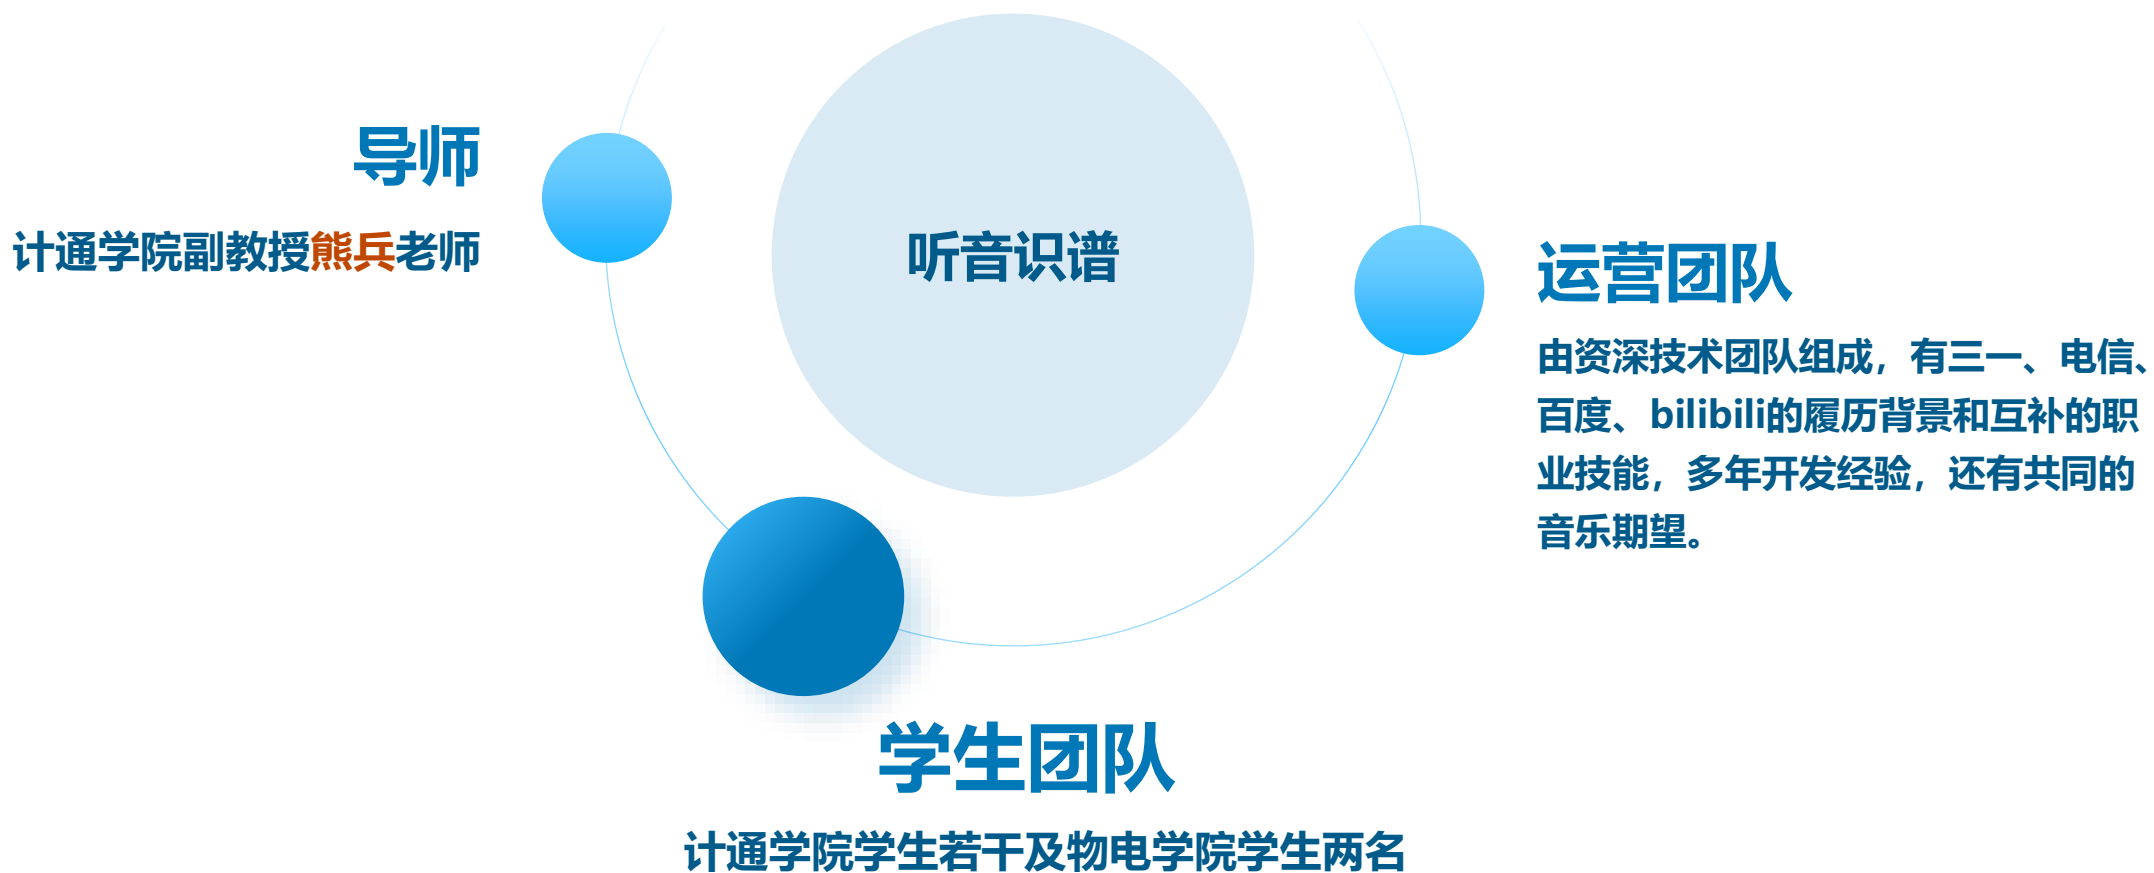 导师
计通学院副教授熊兵老师
听音识谱
运营团队
由资深技术团队组成，有三一、电信、
百度、bilibili的履历背景和互补的职
业技能，多年开发经验，还有共同的
音乐期望。
学生团队
计通学院学生若干及物电学院学生两名